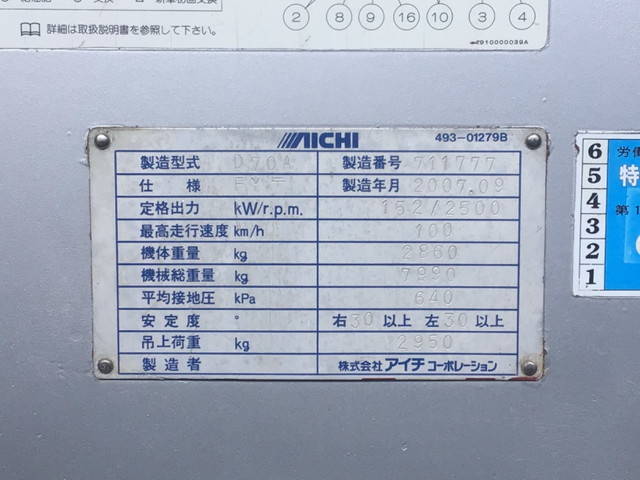 ② ⑧ ⑨ ⑯ ⑩ ③ ④
詳細は取扱説明書を参照して下さい。
2910000039A
AICHI 493-01279B
製造型式 D70A 製造番号 711777
仕様 製造年月 2007.09
定格出力 kW/r.p.m. 152/2500
最高走行速度 km/h 100
機体重量 kg 2860
機械総重量 kg 7990
平均接地圧 kPa 640
安定度 ° 右30以上 左30以上
吊上荷重 kg 2950
製造者 株式会社アイチコーポレーション
6
5 特
4 第1
3
2
1